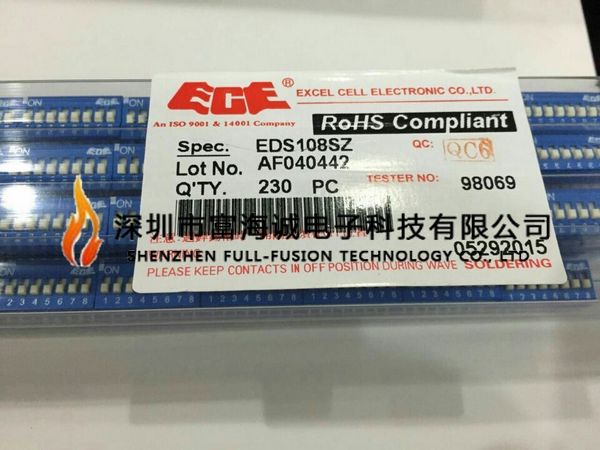 ECE®
EXCEL CELL ELECTRONIC CO.,LTD.
An ISO 9001 & 14001 Company
RoHS Compliant
Spec. EDS108SZ
QC: QC6
Lot No. AF040442
Q'TY. 230 PC
TESTER NO: 98069
深圳市富海诚电子科技有限公司
05292015
SHENZHEN FULL-FUSION TECHNOLOGY CO., LTD
PLEASE KEEP CONTACTS IN OFF POSITION DURING WAVE SOLDERING
ON
ON
ON
ON
1 2 3 4 5 6 7 8